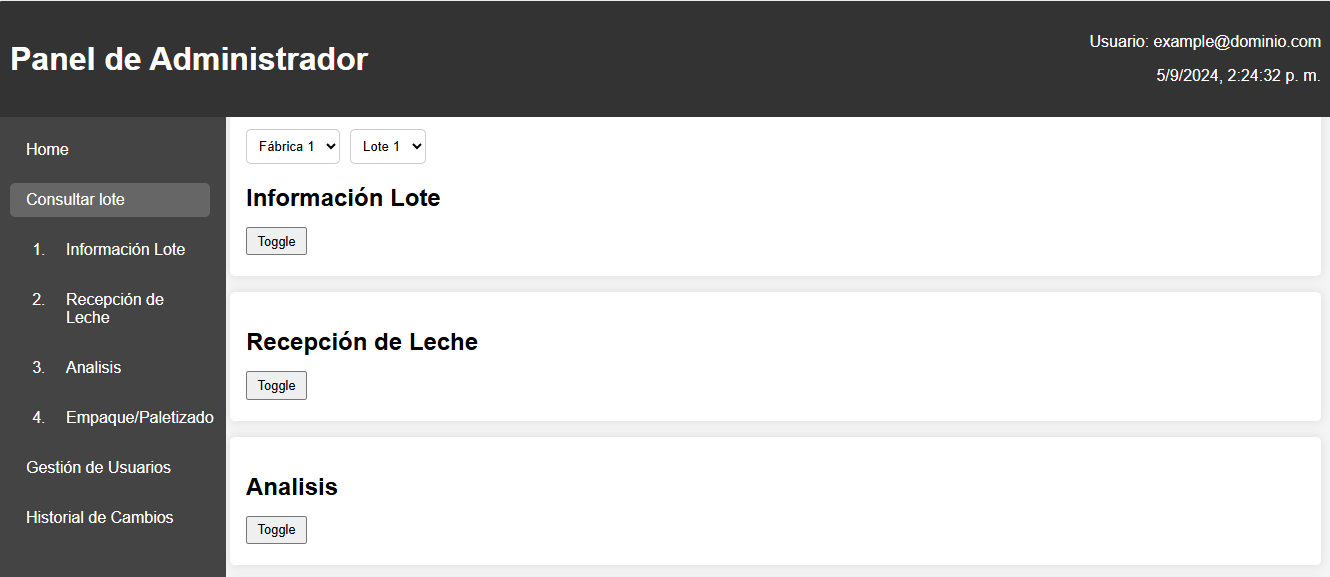 Panel de Administrador
Usuario: example@dominio.com
5/9/2024, 2:24:32 p. m.
Home
Consultar lote
1. Información Lote
2. Recepción de
Leche
3. Analisis
4. Empaque/Paletizado
Gestión de Usuarios
Historial de Cambios
Fábrica 1
Lote 1
Información Lote
Toggle
Recepción de Leche
Toggle
Analisis
Toggle